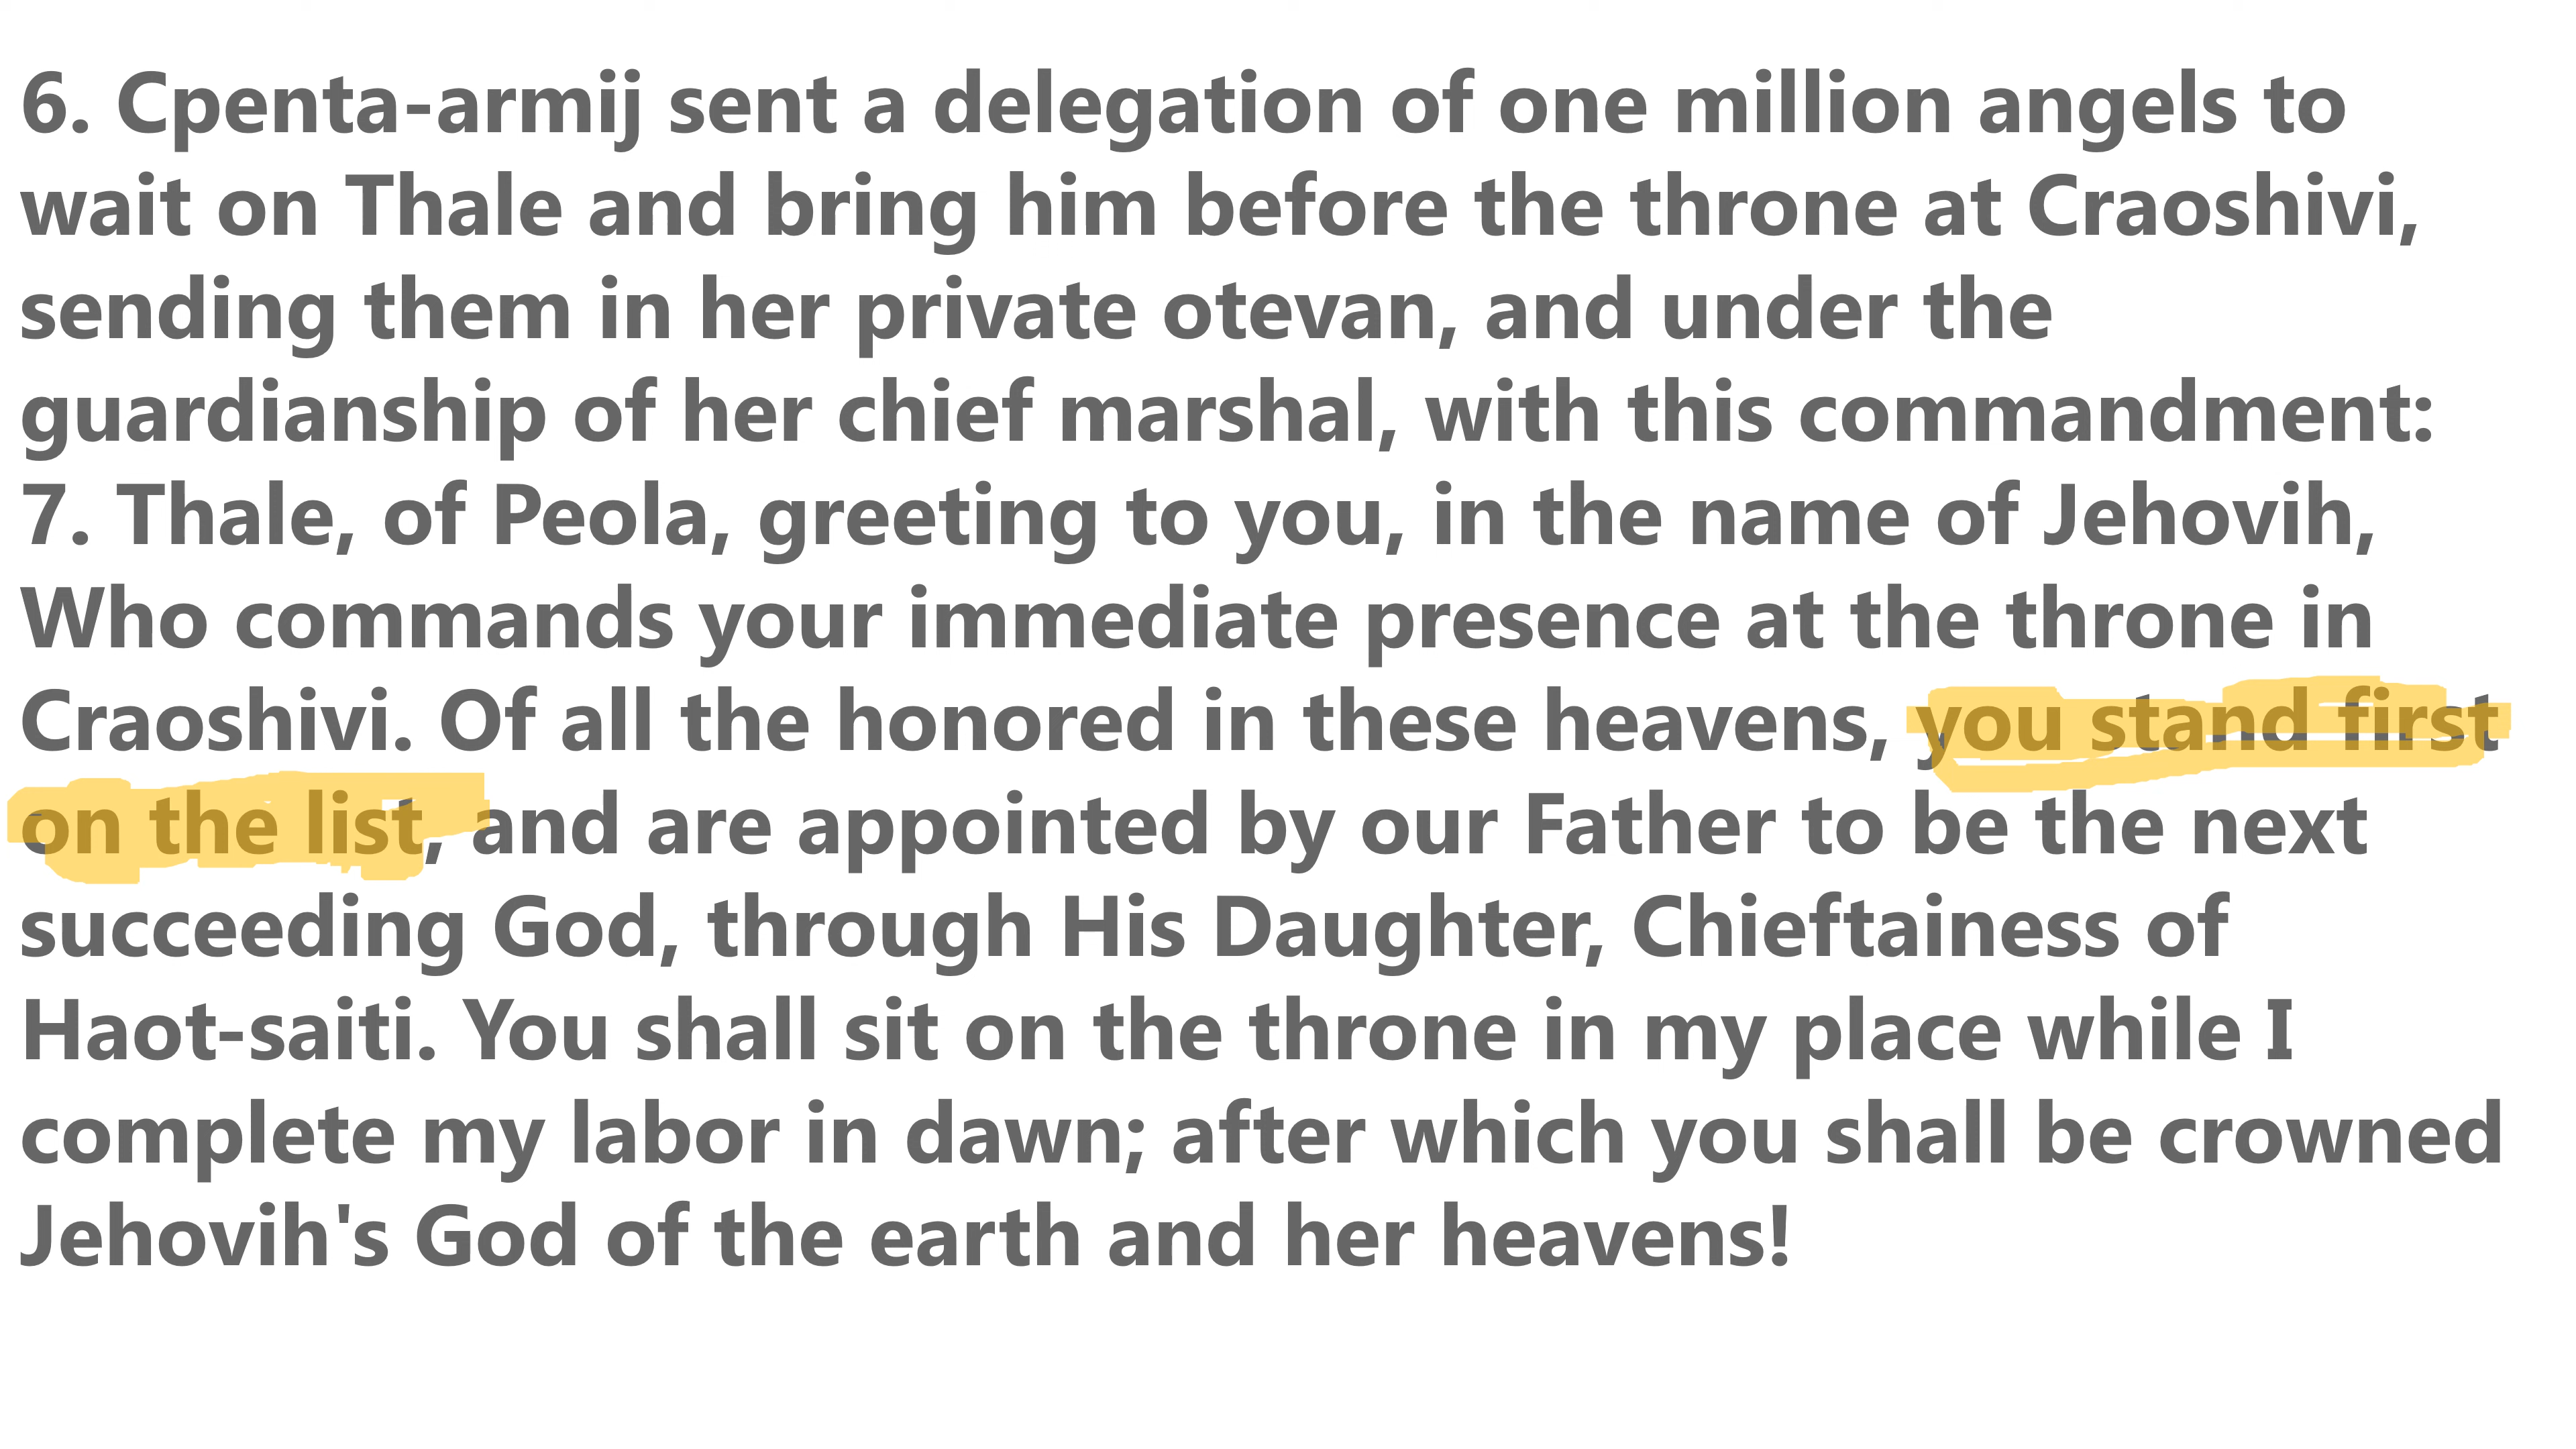 6. Cpenta-armij sent a delegation of one million angels to
wait on Thale and bring him before the throne at Craoshivi,
sending them in her private otevan, and under the
guardianship of her chief marshal, with this commandment:
7. Thale, of Peola, greeting to you, in the name of Jehovih,
Who commands your immediate presence at the throne in
Craoshivi. Of all the honored in these heavens, you stand first
on the list, and are appointed by our Father to be the next
succeeding God, through His Daughter, Chieftainess of
Haot-saiti. You shall sit on the throne in my place while I
complete my labor in dawn; after which you shall be crowned
Jehovih's God of the earth and her heavens!